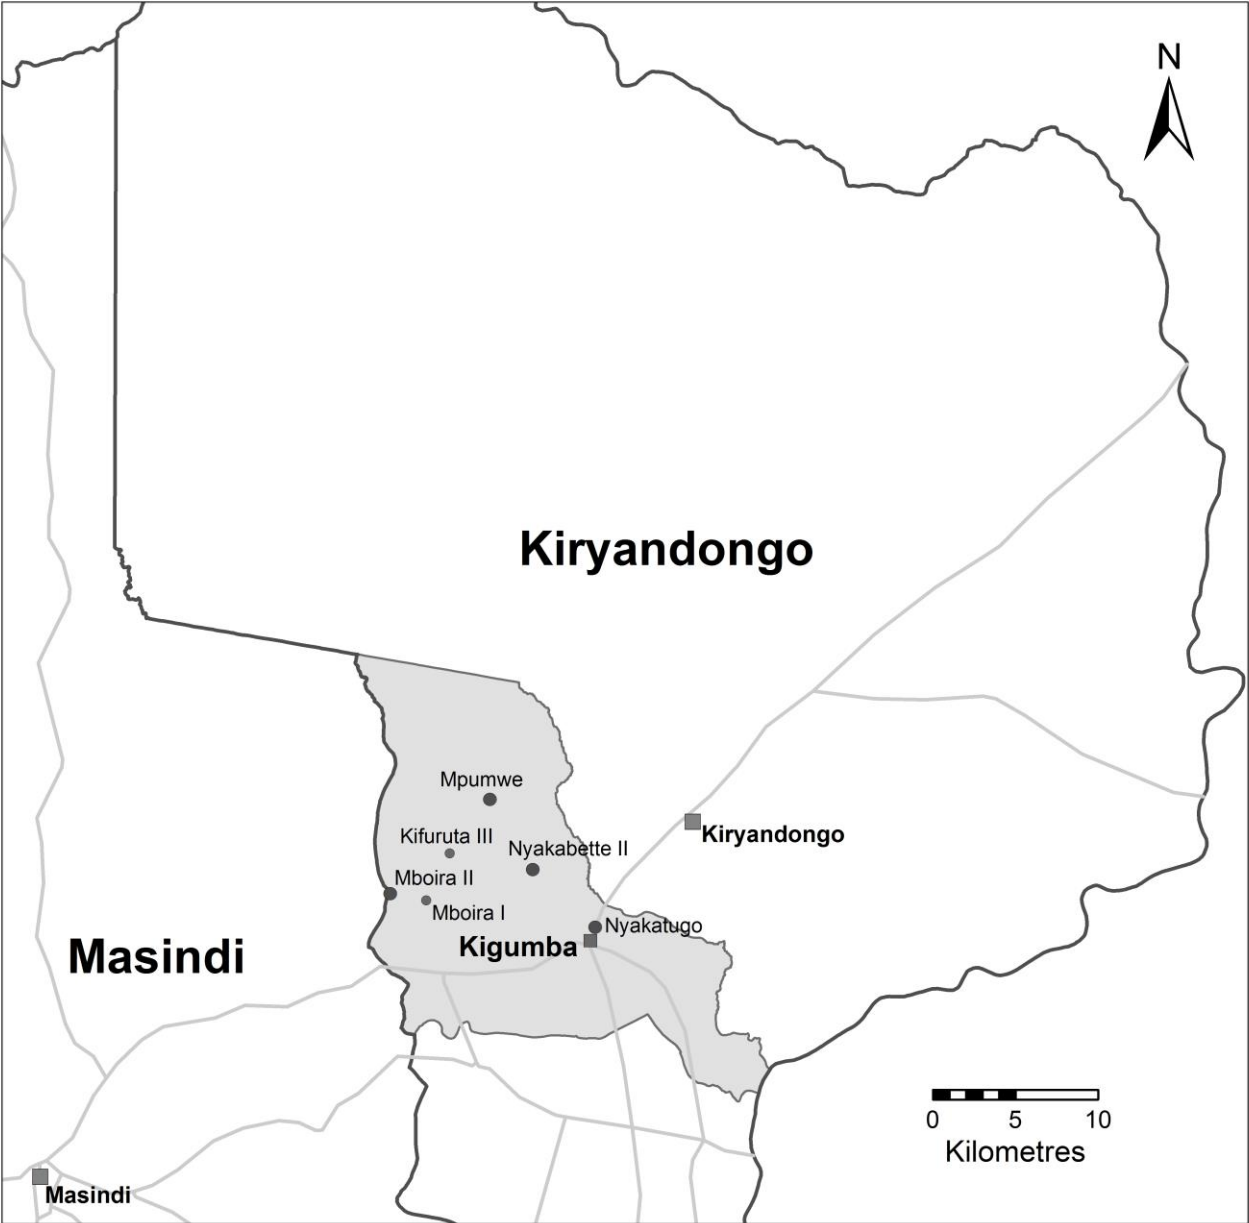 N
Kiryandongo
Mpumwe
Kifuruta III
Nyakabette II
Kiryandongo
Mboira II
Mboira I
Nyakatugo
Kigumba
Masindi
0 5 10
Kilometres
Masindi